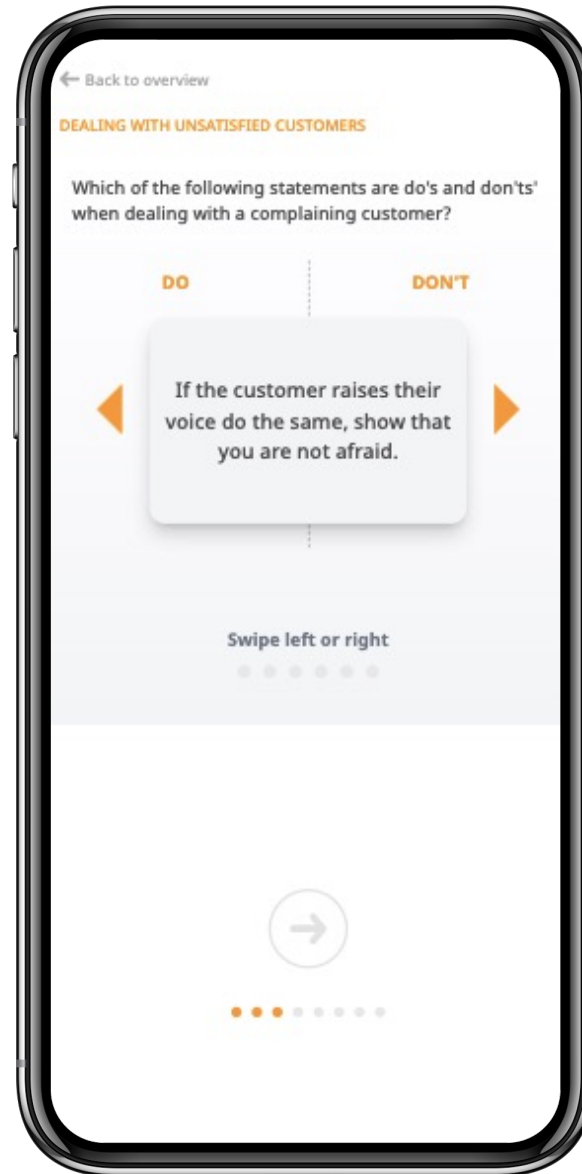 Back to overview
DEALING WITH UNSATISFIED CUSTOMERS
Which of the following statements are do's and don'ts'
when dealing with a complaining customer?
DO
DON'T
If the customer raises their
voice do the same, show that
you are not afraid.
Swipe left or right